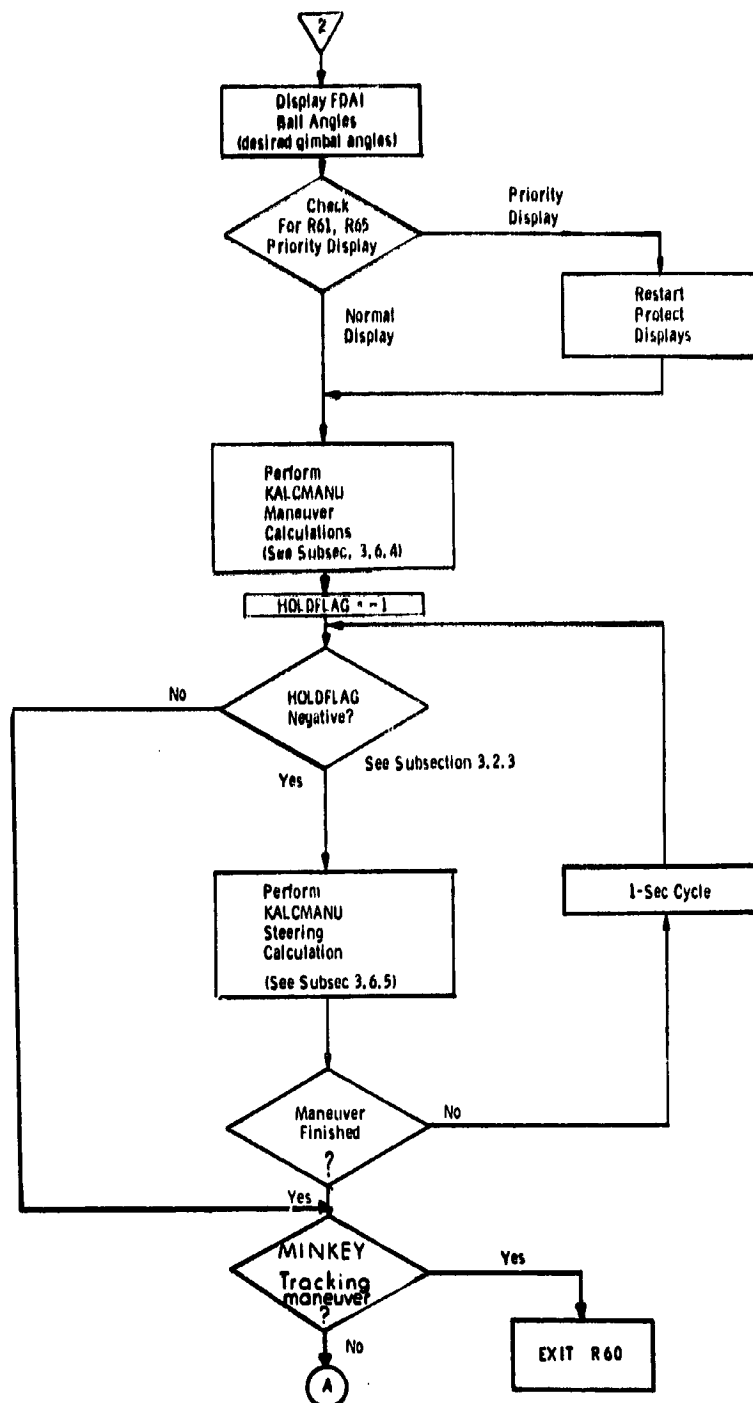 2
Display FDAI
Ball Angles
(desired gimbal angles)
Check
For R61, R65
Priority Display
Priority
Display
Restart
Protect
Displays
Normal
Display
Perform
KALCMANU
Maneuver
Calculations
(See Subsec. 3.6.4)
HOLDFLAG = -1
No
HOLDFLAG
Negative?
See Subsection 3.2.3
Yes
Perform
KALCMANU
Steering
Calculation
(See Subsec 3.6.5)
1-Sec Cycle
Maneuver
Finished
?
No
Yes
MINKEY
Tracking
maneuver
?
Yes
No
EXIT R60
A